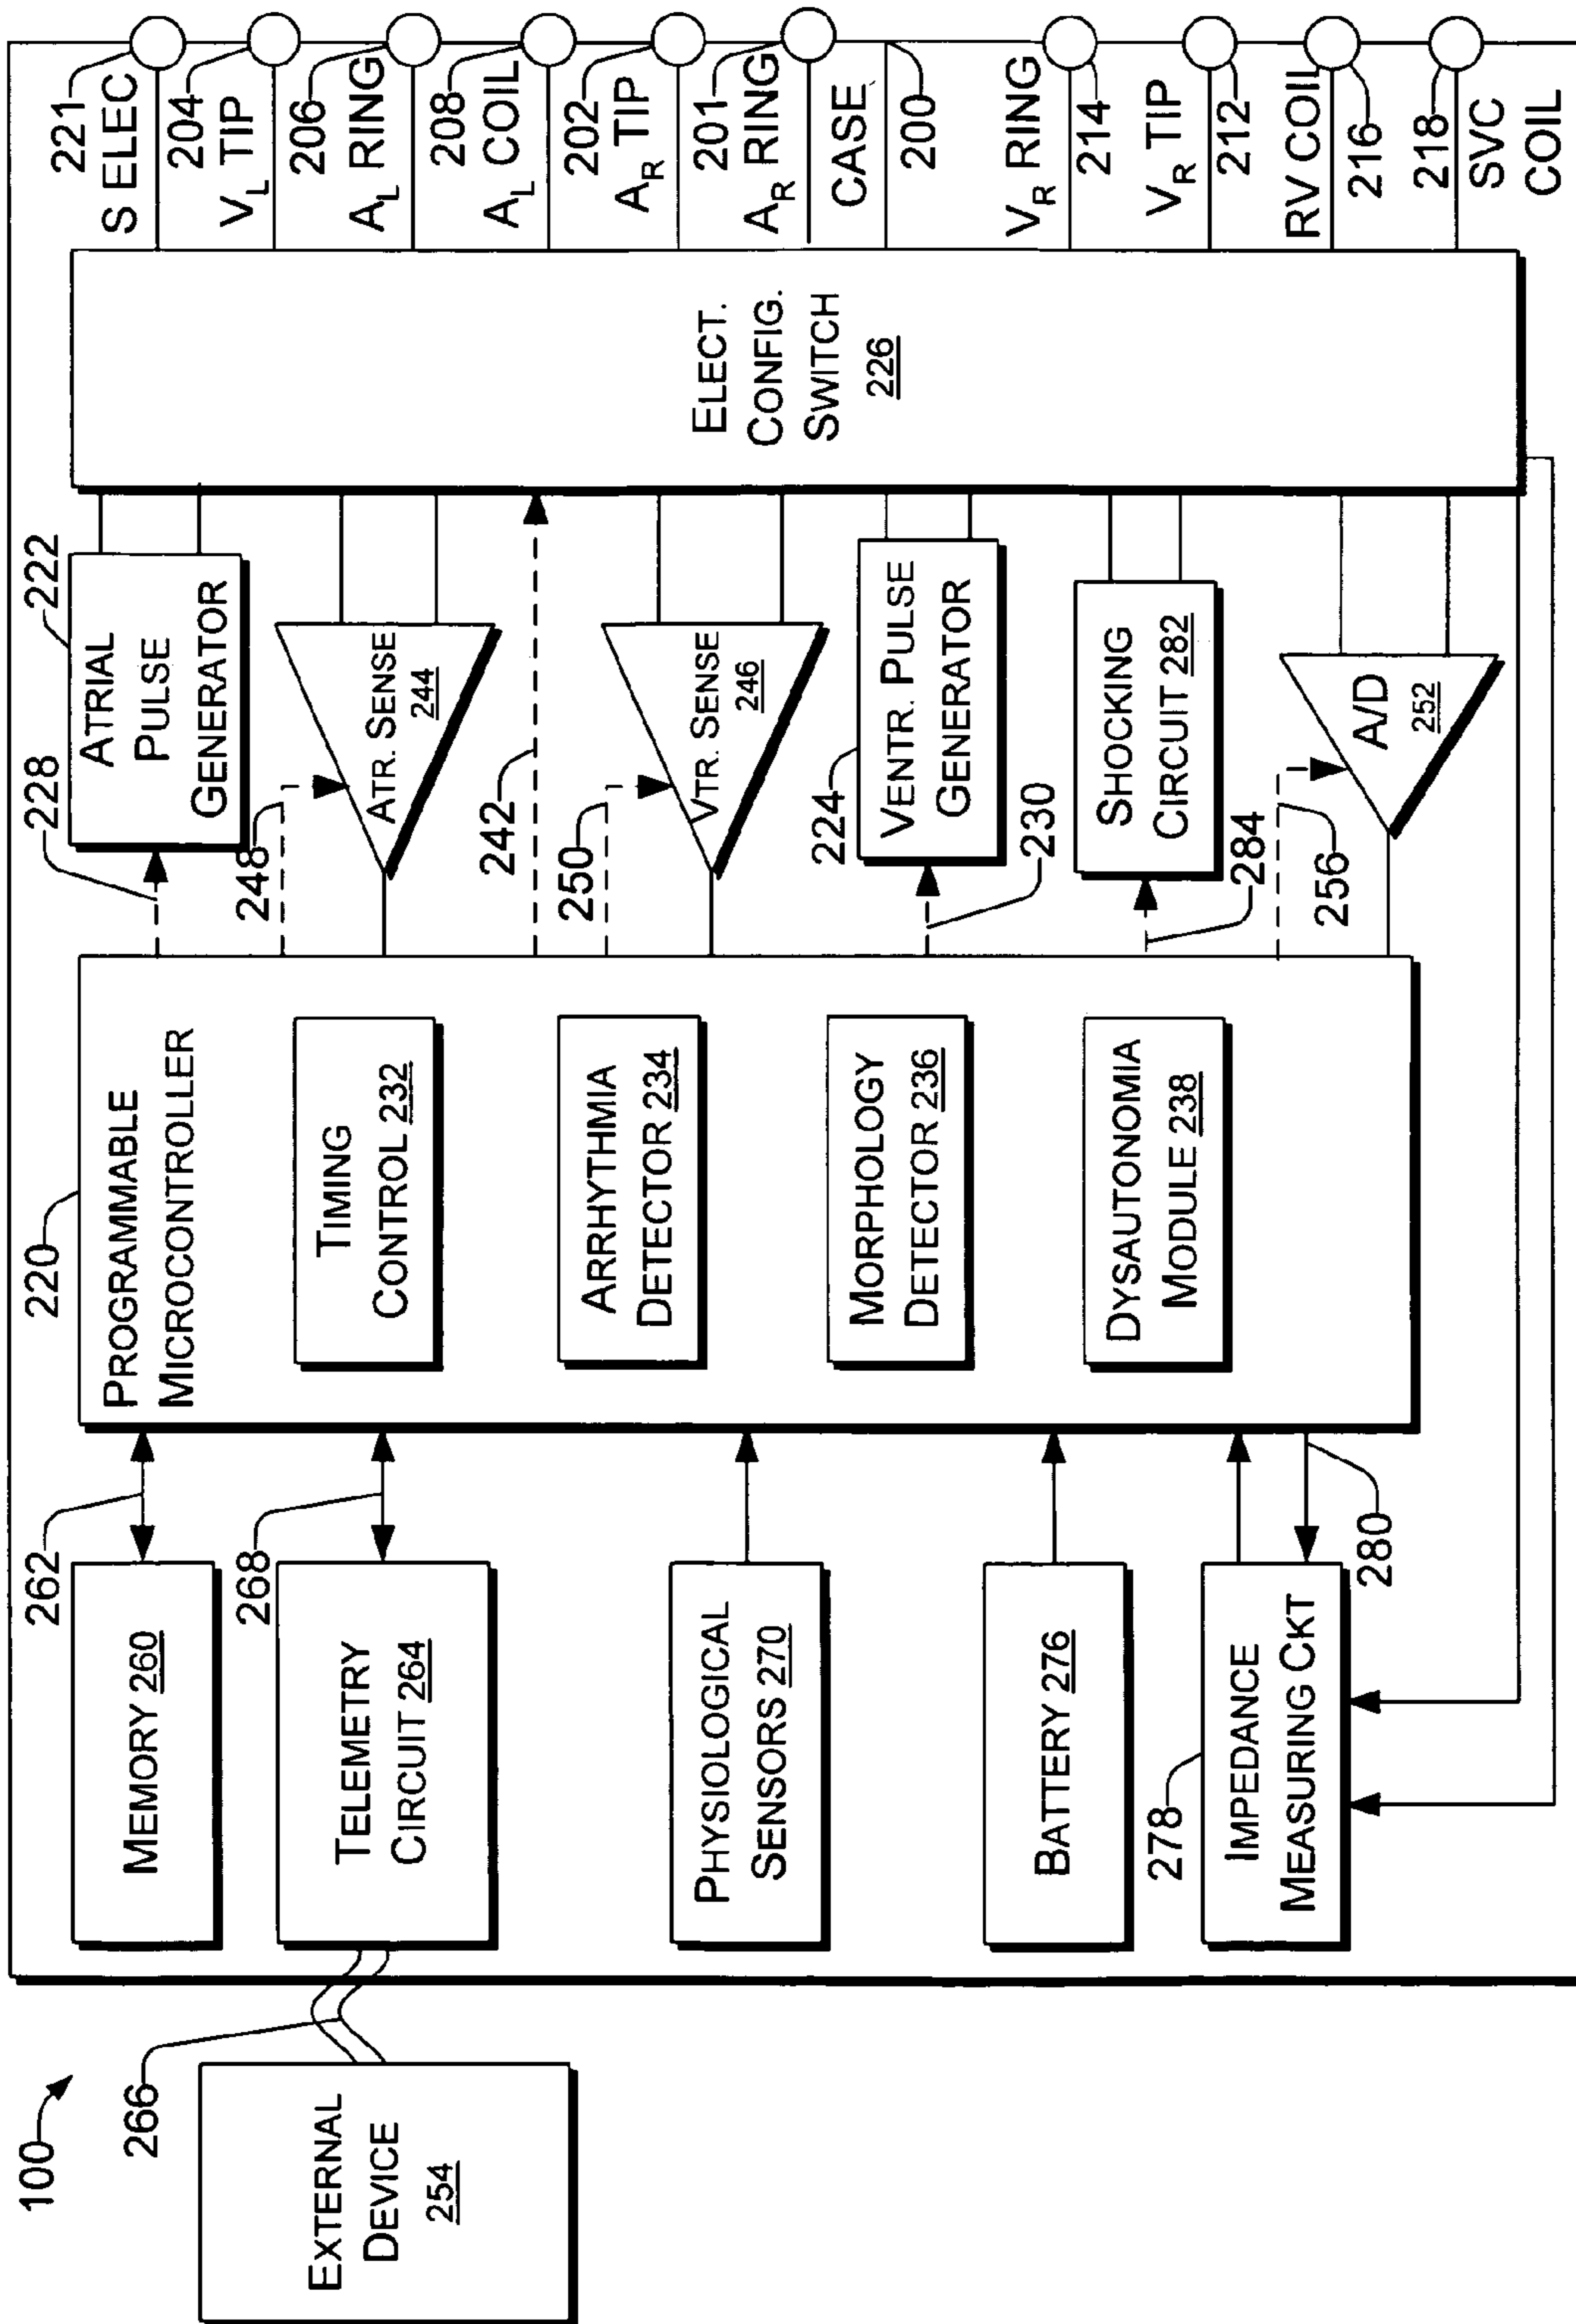 100
EXTERNAL
DEVICE
254
266
MEMORY 260
TELEMETRY
CIRCUIT 264
PHYSIOLOGICAL
SENSORS 270
BATTERY 276
278
IMPEDANCE
MEASURING CKT
262
268
280
220
PROGRAMMABLE
MICROCONTROLLER
TIMING
CONTROL 232
ARRHYTHMIA
DETECTOR 234
MORPHOLOGY
DETECTOR 236
DYSAUTONOMIA
MODULE 238
228
248
242
250
230
284
256
222
ATRIAL
PULSE
GENERATOR
ATR. SENSE
244
VTR. SENSE
246
224
VENTR. PULSE
GENERATOR
SHOCKING
CIRCUIT 282
A/D
252
ELECT.
CONFIG.
SWITCH
226
221
S ELEC
204
VL TIP
206
AL RING
208
AL COIL
202
AR TIP
201
AR RING
CASE
200
VR RING
214
VR TIP
212
RV COIL
216
218
SVC
COIL